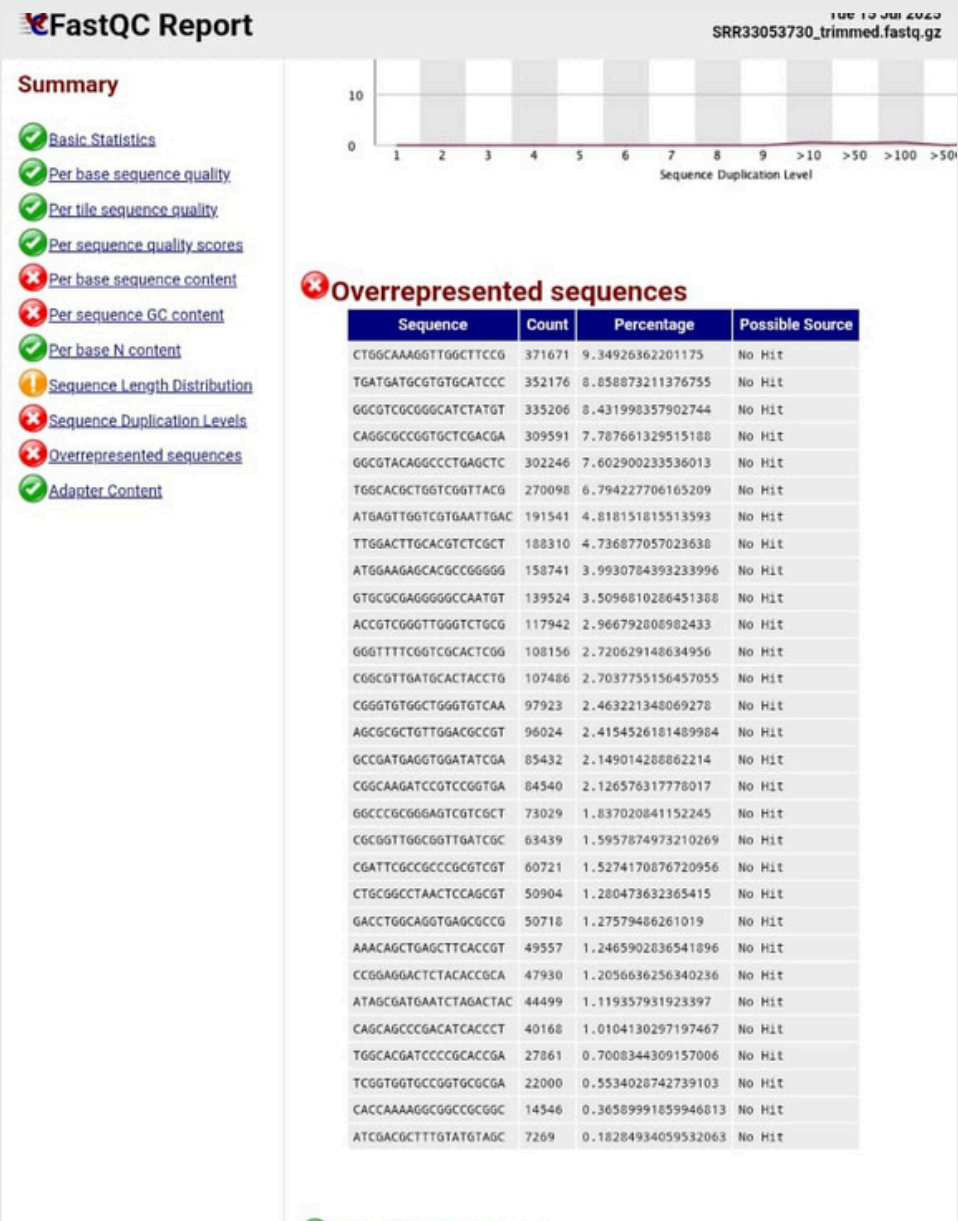 FastQC Report
Tue 15 Jul 2025
SRR33053730_trimmed.fastq.gz
Summary
Basic Statistics
Per base sequence quality
Per tile sequence quality
Per sequence quality scores
Per base sequence content
Per sequence GC content
Per base N content
Sequence Length Distribution
Sequence Duplication Levels
Overrepresented sequences
Adapter Content
10
0
1 2 3 4 5 6 7 8 9 >10 >50 >100 >500
Sequence Duplication Level
Overrepresented sequences
Sequence Count Percentage Possible Source
CTGGCAAAGGTTGGCTTCCG 371671 9.34926362201175 No Hit
TGATGATGCGTGTGCATCCC 352176 8.858873211376755 No Hit
GGCGTCGCGGGCATCTATGT 335206 8.431998357902744 No Hit
CAGGCGCCGGTGCTCGACGA 309591 7.787661329515188 No Hit
GGCGTACAGGCCCTGAGCTC 302246 7.602900233536013 No Hit
TGGCACGCTGGTCGGTTACG 270098 6.794227706165209 No Hit
ATGAGTTGGTCGTGAATTGAC 191541 4.818151815513593 No Hit
TTGGACTTGCACGTCTCGCT 188310 4.736877057023638 No Hit
ATGGAAGAGCACGCCGGGGG 158741 3.9930784393233996 No Hit
GTGCGCGAGGGGGCCAATGT 139524 3.5096810286451388 No Hit
ACCGTCGGGTTGGGTCTGCG 117942 2.966792808982433 No Hit
GGGTTTTCGGTCGCACTCGG 108156 2.720629148634956 No Hit
CGGCGTTGATGCACTACCTG 107486 2.7037755156457055 No Hit
CGGGTGTGGCTGGGTGTCAA 97923 2.463221348069278 No Hit
AGCGCGCTGTTGGACGCCGT 96024 2.4154526181489984 No Hit
GCCGATGAGGTGGATATCGA 85432 2.149014288862214 No Hit
CGGCAAGATCCGTCCGGTGA 84540 2.126576317778017 No Hit
GGCCCGCGGGAGTCGTCGCT 73029 1.837020841152245 No Hit
CGCGGTTGGCGGTTGATCGC 63439 1.5957874973210269 No Hit
CGATTCGCCGCCCGCGTCGT 60721 1.5274170876720956 No Hit
CTGCGGCCTAACTCCAGCGT 50904 1.280473632365415 No Hit
GACCTGGCAGGTGAGCGCCG 50718 1.27579486261019 No Hit
AAACAGCTGAGCTTCACCGT 49557 1.2465902836541896 No Hit
CCGGAGGACTCTACACCGCA 47930 1.2056636256340236 No Hit
ATAGCGATGAATCTAGACTAC 44499 1.119357931923397 No Hit
CAGCAGCCCGACATCACCCT 40168 1.0104130297197467 No Hit
TGGCACGATCCCCGCACCGA 27861 0.7008344309157006 No Hit
TCGGTGGTGCCGGTGCGCGA 22000 0.5534028742739103 No Hit
CACCAAAAGGCGGCCGCGGC 14546 0.36589991859946813 No Hit
ATCGACGCTTTGTATGTAGC 7269 0.18284934059532063 No Hit